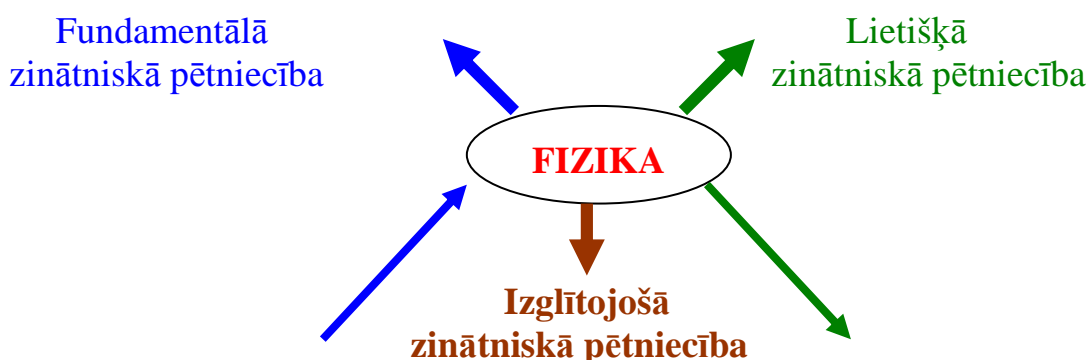 Fundamentālā
zinātniskā pētniecība
Lietišķā
zinātniskā pētniecība
FIZIKA
Izglītojošā
zinātniskā pētniecība